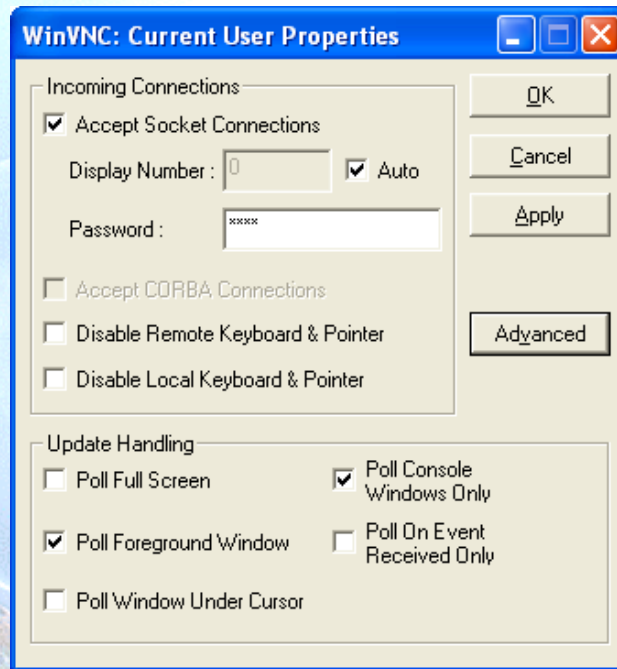 WinVNC: Current User Properties
Incoming Connections
Accept Socket Connections
Display Number : 0 Auto
Password : ****
Accept CORBA Connections
Disable Remote Keyboard & Pointer
Disable Local Keyboard & Pointer
OK
Cancel
Apply
Advanced
Update Handling
Poll Full Screen
Poll Console
Windows Only
Poll Foreground Window
Poll On Event
Received Only
Poll Window Under Cursor